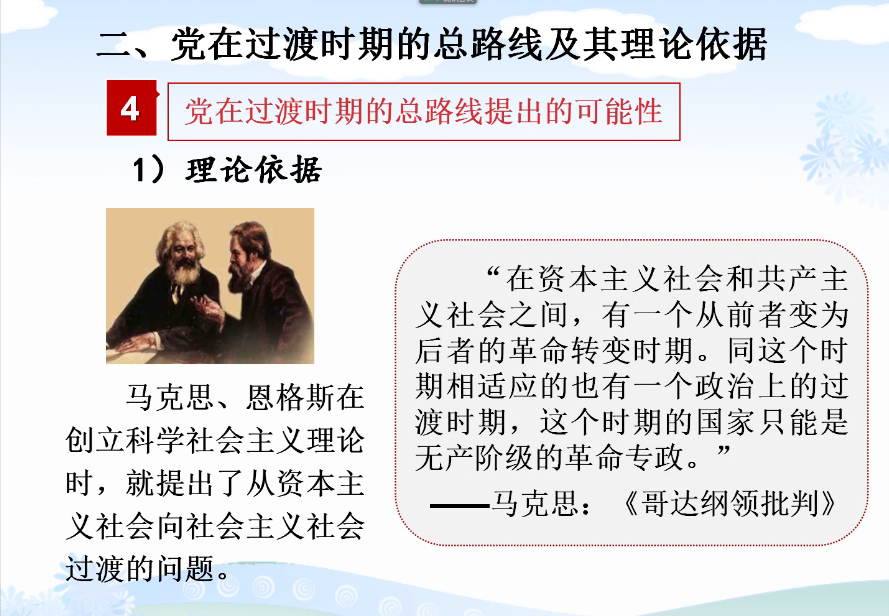 二、党在过渡时期的总路线及其理论依据
4
党在过渡时期的总路线提出的可能性
1）理论依据
马克思、恩格斯在
创立科学社会主义理论
时，就提出了从资本主
义社会向社会主义社会
过渡的问题。
“在资本主义社会和共产主
义社会之间，有一个从前者变为
后者的革命转变时期。同这个时
期相适应的也有一个政治上的过
渡时期，这个时期的国家只能是
无产阶级的革命专政。”
——马克思：《哥达纲领批判》